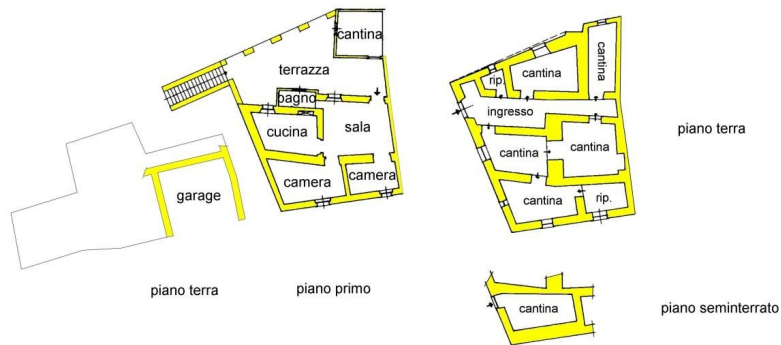 cantina
terrazza
bagno
cucina
sala
camera
camera
garage
piano terra
piano primo
cantina
rip.
cantina
ingresso
cantina
cantina
cantina
rip.
piano terra
cantina
piano seminterrato